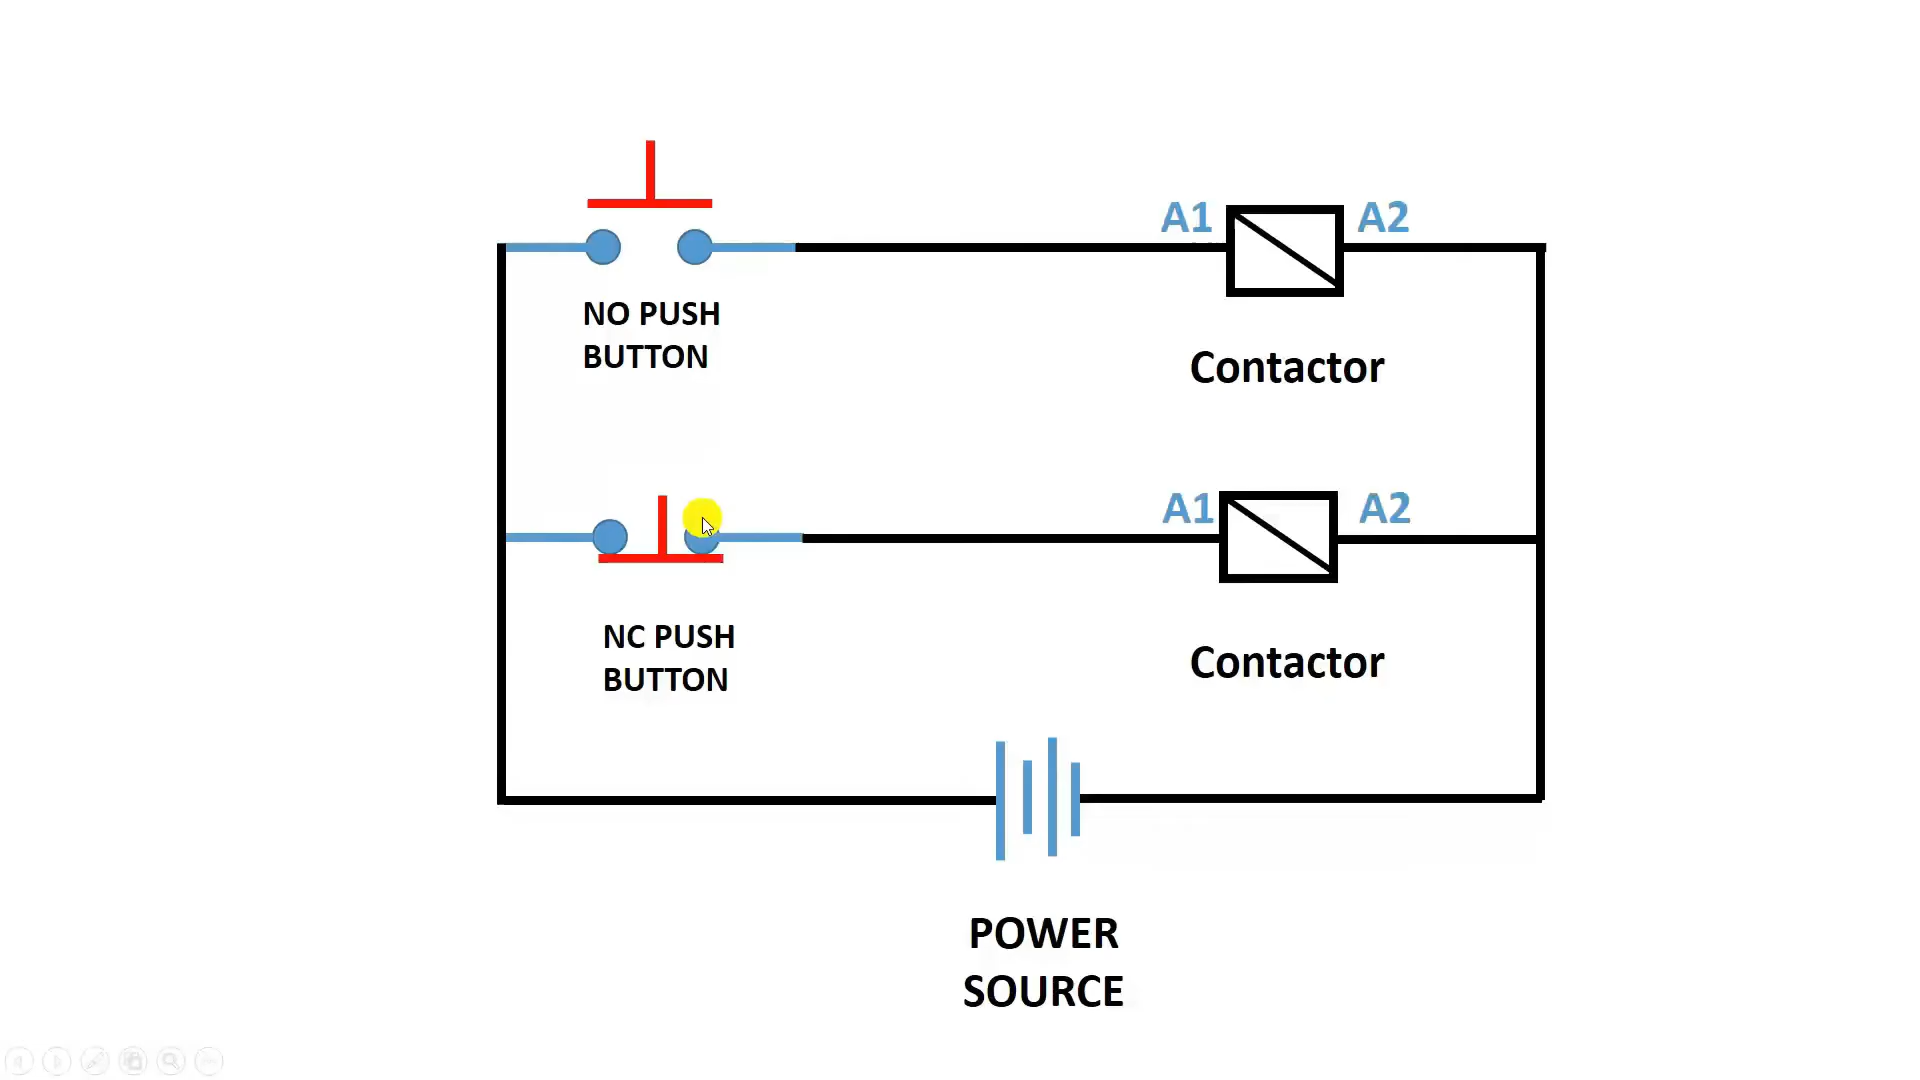 A1
A2
NO PUSH
BUTTON
Contactor
A1
A2
NC PUSH
BUTTON
Contactor
POWER
SOURCE